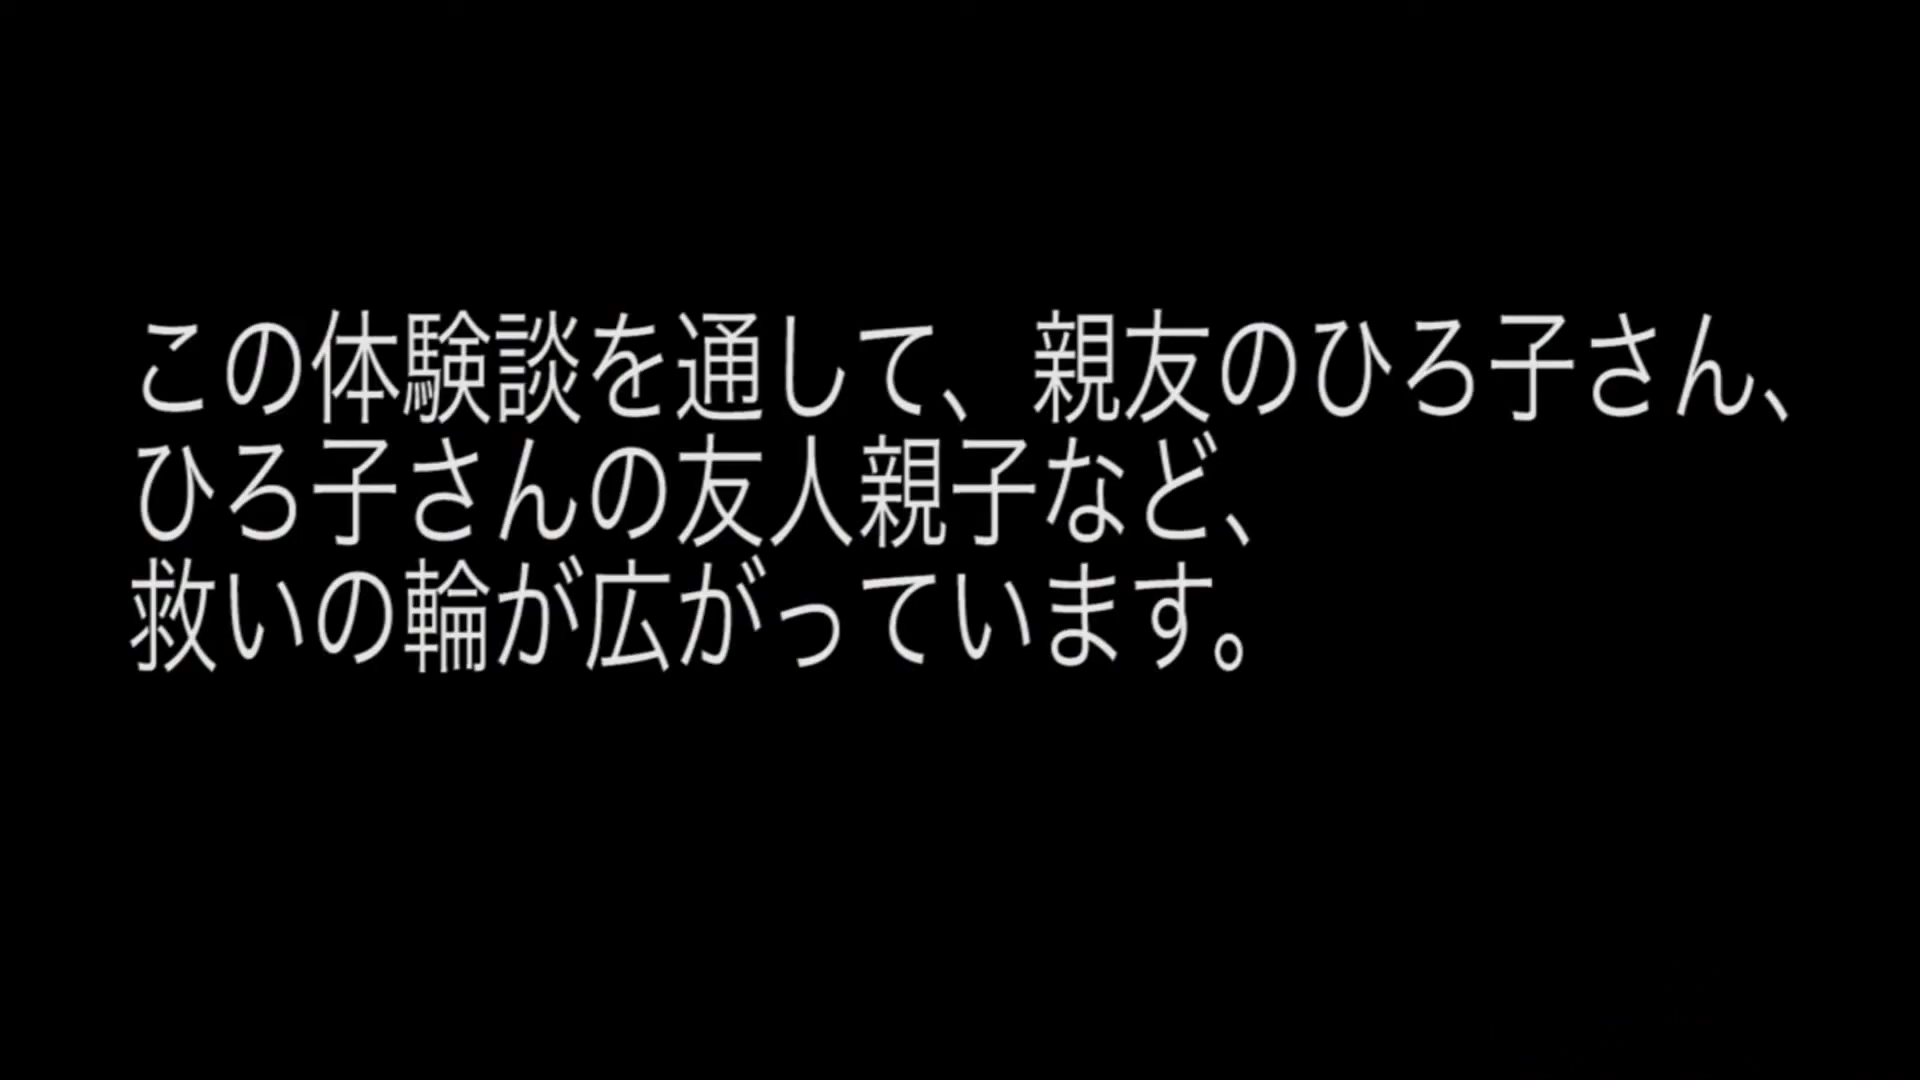 この体験談を通して、親友のひろ子さん、
ひろ子さんの友人親子など、
救いの輪が広がっています。